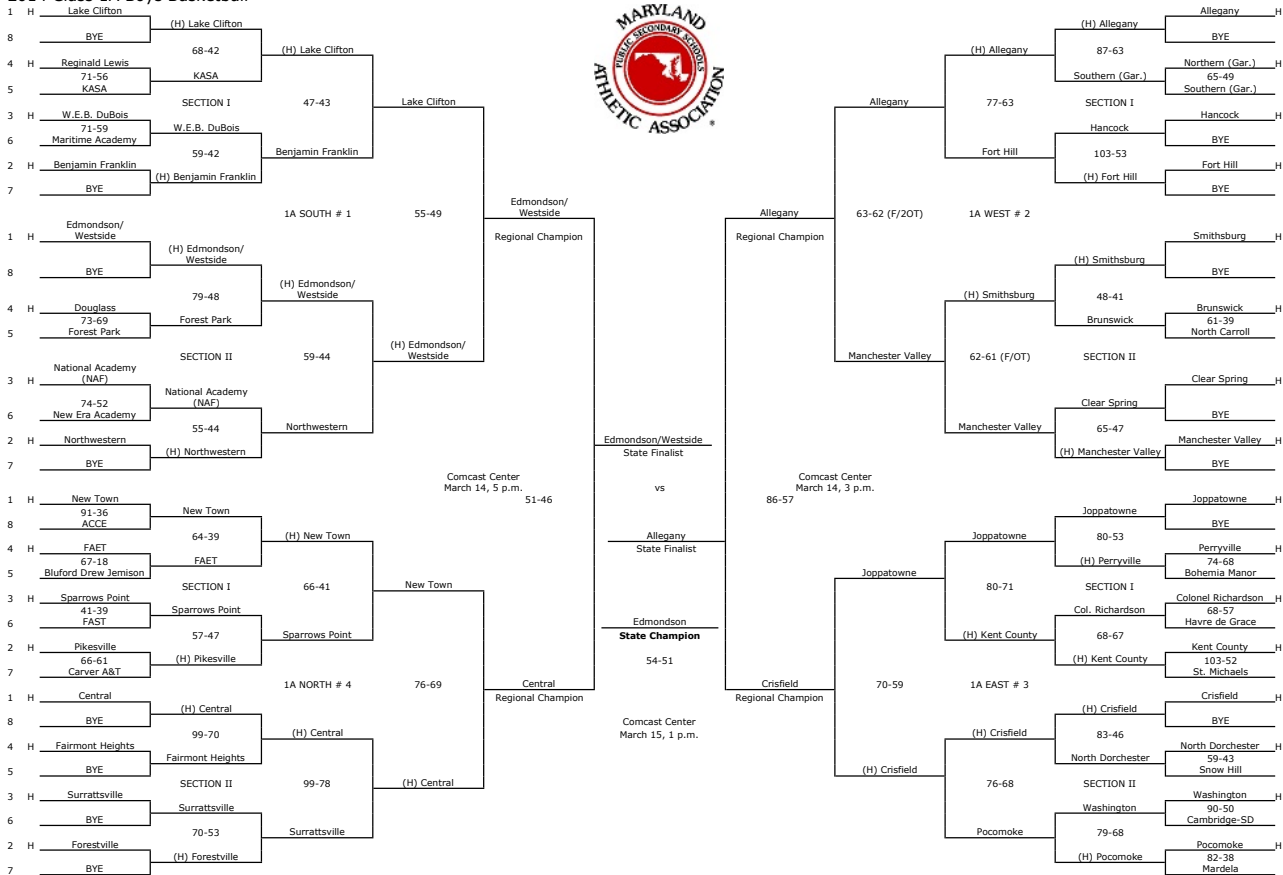 2014 Class 1A Boys Basketball
MARYLAND
PUBLIC SECONDARY SCHOOLS
ATHLETIC ASSOCIATION
1 H Lake Clifton
8 BYE
4 H Reginald Lewis
71-56
5 KASA
3 H W.E.B. DuBois
71-59
6 Maritime Academy
2 H Benjamin Franklin
7 BYE
(H) Lake Clifton
68-42
KASA
SECTION I
W.E.B. DuBois
59-42
(H) Benjamin Franklin
(H) Lake Clifton
47-43
Benjamin Franklin
Lake Clifton
1A SOUTH # 1
55-49
1 H Edmondson/
Westside
8 BYE
4 H Douglass
73-69
5 Forest Park
3 H National Academy
(NAF)
74-52
6 New Era Academy
2 H Northwestern
7 BYE
(H) Edmondson/
Westside
79-48
Forest Park
SECTION II
National Academy
(NAF)
55-44
(H) Northwestern
(H) Edmondson/
Westside
59-44
Northwestern
(H) Edmondson/
Westside
Edmondson/
Westside
Regional Champion
1 H New Town
91-36
8 ACCE
4 H FAET
67-18
5 Bluford Drew Jemison
3 H Sparrows Point
41-39
6 FAST
2 H Pikesville
66-61
7 Carver A&T
New Town
64-39
FAET
SECTION I
Sparrows Point
57-47
(H) Pikesville
(H) New Town
66-41
Sparrows Point
New Town
1A NORTH # 4
76-69
1 H Central
8 BYE
4 H Fairmont Heights
5 BYE
3 H Surrattsville
6 BYE
2 H Forestville
7 BYE
(H) Central
99-70
Fairmont Heights
SECTION II
Surrattsville
70-53
(H) Forestville
(H) Central
99-78
Surrattsville
(H) Central
Central
Regional Champion
Comcast Center
March 14, 5 p.m.
51-46
Edmondson/Westside
State Finalist
vs
Allegany
State Finalist
Edmondson
State Champion
54-51
Comcast Center
March 15, 1 p.m.
Comcast Center
March 14, 3 p.m.
86-57
Allegany
Regional Champion
Allegany
63-62 (F/2OT)
1A WEST # 2
Manchester Valley
(H) Allegany
77-63
Fort Hill
(H) Allegany
87-63
Southern (Gar.)
SECTION I
Hancock
103-53
(H) Fort Hill
Allegany H
BYE
Northern (Gar.) H
65-49
Southern (Gar.)
Hancock H
BYE
Fort Hill H
BYE
(H) Smithsburg
62-61 (F/OT)
Manchester Valley
(H) Smithsburg
48-41
Brunswick
SECTION II
Clear Spring
65-47
(H) Manchester Valley
Smithsburg H
BYE
Brunswick H
61-39
North Carroll
Clear Spring H
BYE
Manchester Valley H
BYE
Crisfield
Regional Champion
Joppatowne
70-59
1A EAST # 3
(H) Crisfield
Joppatowne
80-71
(H) Kent County
Joppatowne
80-53
(H) Perryville
SECTION I
Col. Richardson
68-67
(H) Kent County
Joppatowne H
BYE
Perryville H
74-68
Bohemia Manor
Colonel Richardson H
68-57
Havre de Grace
Kent County H
103-52
St. Michaels
(H) Crisfield
76-68
Pocomoke
(H) Crisfield
83-46
North Dorchester
SECTION II
Washington
79-68
(H) Pocomoke
Crisfield H
BYE
North Dorchester H
59-43
Snow Hill
Washington H
90-50
Cambridge-SD
Pocomoke H
82-38
Mardela